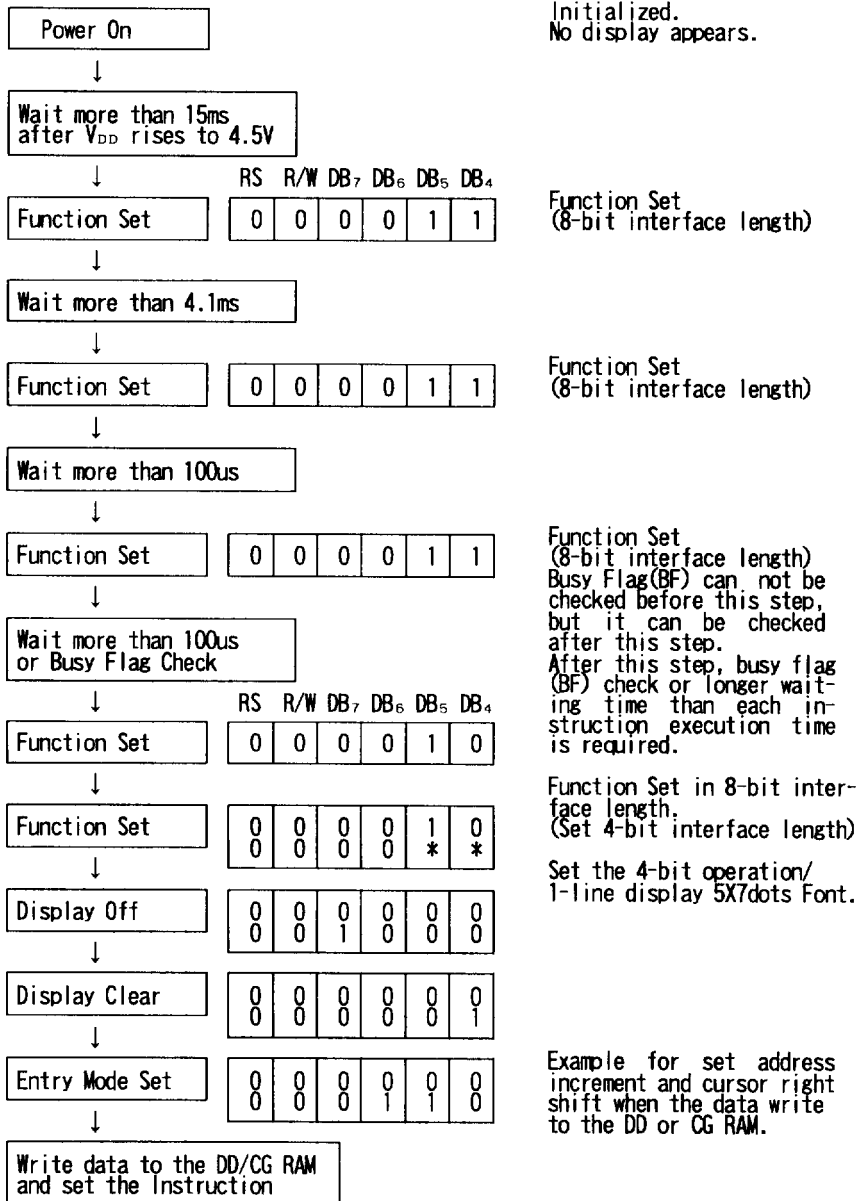 Power On
Initialized.
No display appears.
↓
Wait more than 15ms
after VDD rises to 4.5V
↓ RS R/W DB7 DB6 DB5 DB4
Function Set 0 0 0 0 1 1
Function Set
(8-bit interface length)
↓
Wait more than 4.1ms
↓
Function Set 0 0 0 0 1 1
Function Set
(8-bit interface length)
↓
Wait more than 100us
↓
Function Set 0 0 0 0 1 1
Function Set
(8-bit interface length)
Busy Flag(BF) can not be
checked before this step,
but it can be checked
after this step.
After this step, busy flag
(BF) check or longer wait-
ing time than each in-
struction execution time
is required.
↓
Wait more than 100us
or Busy Flag Check
↓ RS R/W DB7 DB6 DB5 DB4
Function Set 0 0 0 0 1 0
Function Set in 8-bit inter-
face length.
(Set 4-bit interface length)
↓
Function Set 0 0 0 0 1 0
0 0 0 0 * *
Set the 4-bit operation/
1-line display 5X7dots Font.
↓
Display Off 0 0 0 0 0 0
0 0 1 0 0 0
↓
Display Clear 0 0 0 0 0 0
0 0 0 0 0 1
↓
Entry Mode Set 0 0 0 0 0 0
0 0 0 1 1 0
Example for set address
increment and cursor right
shift when the data write
to the DD or CG RAM.
↓
Write data to the DD/CG RAM
and set the Instruction